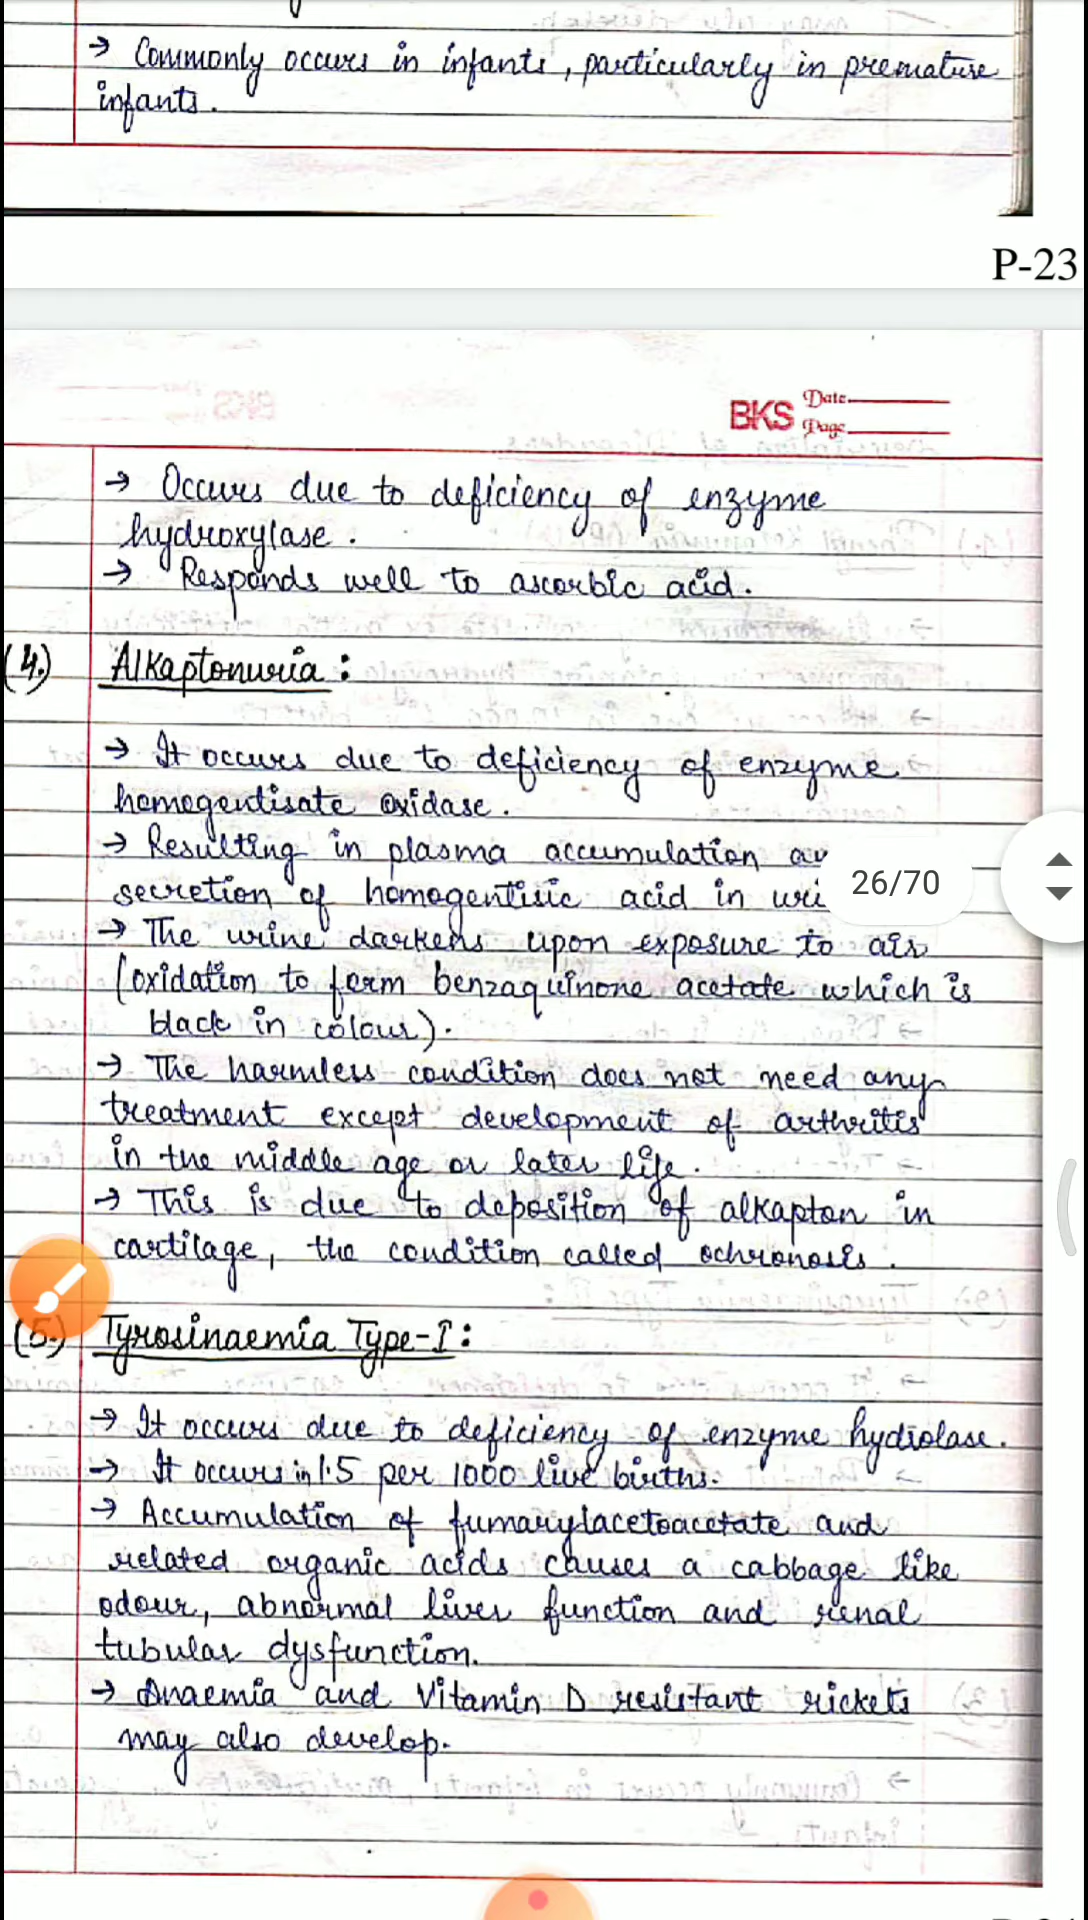 → Commonly occurs in infants, particularly in premature
infants.
P-23
BKS Date
Page
→ Occurs due to deficiency of enzyme
hydroxylase.
→ Responds well to ascorbic acid.
(4.) Alkaptonuria :
→ It occurs due to deficiency of enzyme
homogentisate oxidase.
→ Resulting in plasma accumulation
secretion of homogentisic acid in
26/70
→ The urine darkens upon exposure to air
(oxidation to form benzaquinone acetate which is
black in colour).
→ The harmless condition does not need any
treatment except development of arthritis
in the middle age or later life.
→ This is due to deposition of alkapton in
cartilage, the condition called ochronosis.
(5.) Tyrosinaemia Type-I :
→ It occurs due to deficiency of enzyme hydrolase.
→ It occurs in 1.5 per 1000 live births.
→ Accumulation of fumarylacetoacetate and
related organic acids causes a cabbage like
odour, abnormal liver function and renal
tubular dysfunction.
→ Anaemia and Vitamin D resistant rickets
may also develop.